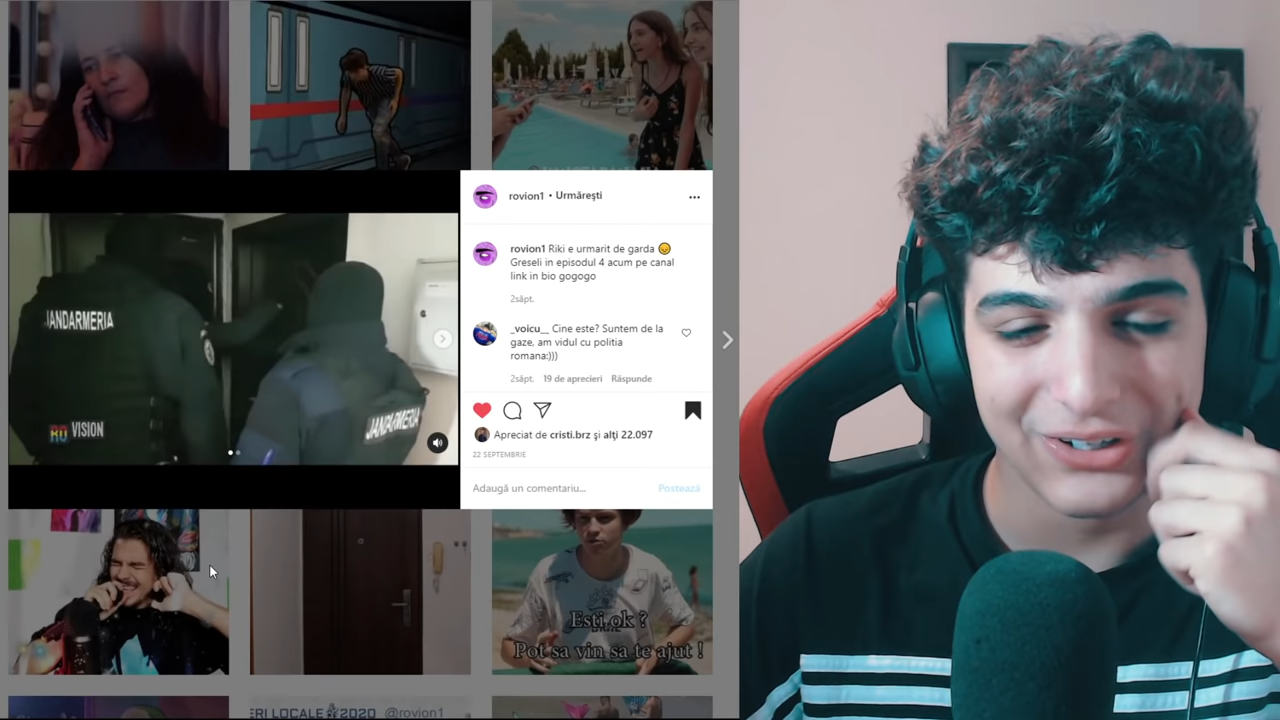 rovion1 • Urmărești
rovion1 Riki e urmarit de garda 😞
Greseli in episodul 4 acum pe canal
link in bio gogogo
2săpt.
_voicu__ Cine este? Suntem de la
gaze, am vidul cu politia
romana:)))
2săpt. 19 de aprecieri Răspunde
Apreciat de cristi.brz și alți 22.097
22 SEPTEMBRIE
Adaugă un comentariu... Postează
JANDARMERIA
JANDARMERIA
RO VISION
Esti ok ?
Pot sa vin sa te ajut !
ERI LOCALE 2020 @rovion1